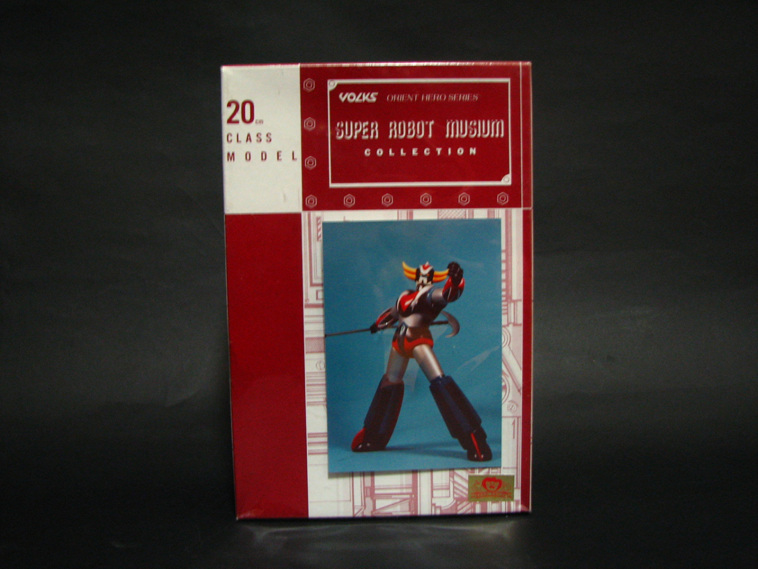 VOLKS ORIENT HERO SERIES
SUPER ROBOT MUSIUM
COLLECTION
20cm
CLASS
MODEL